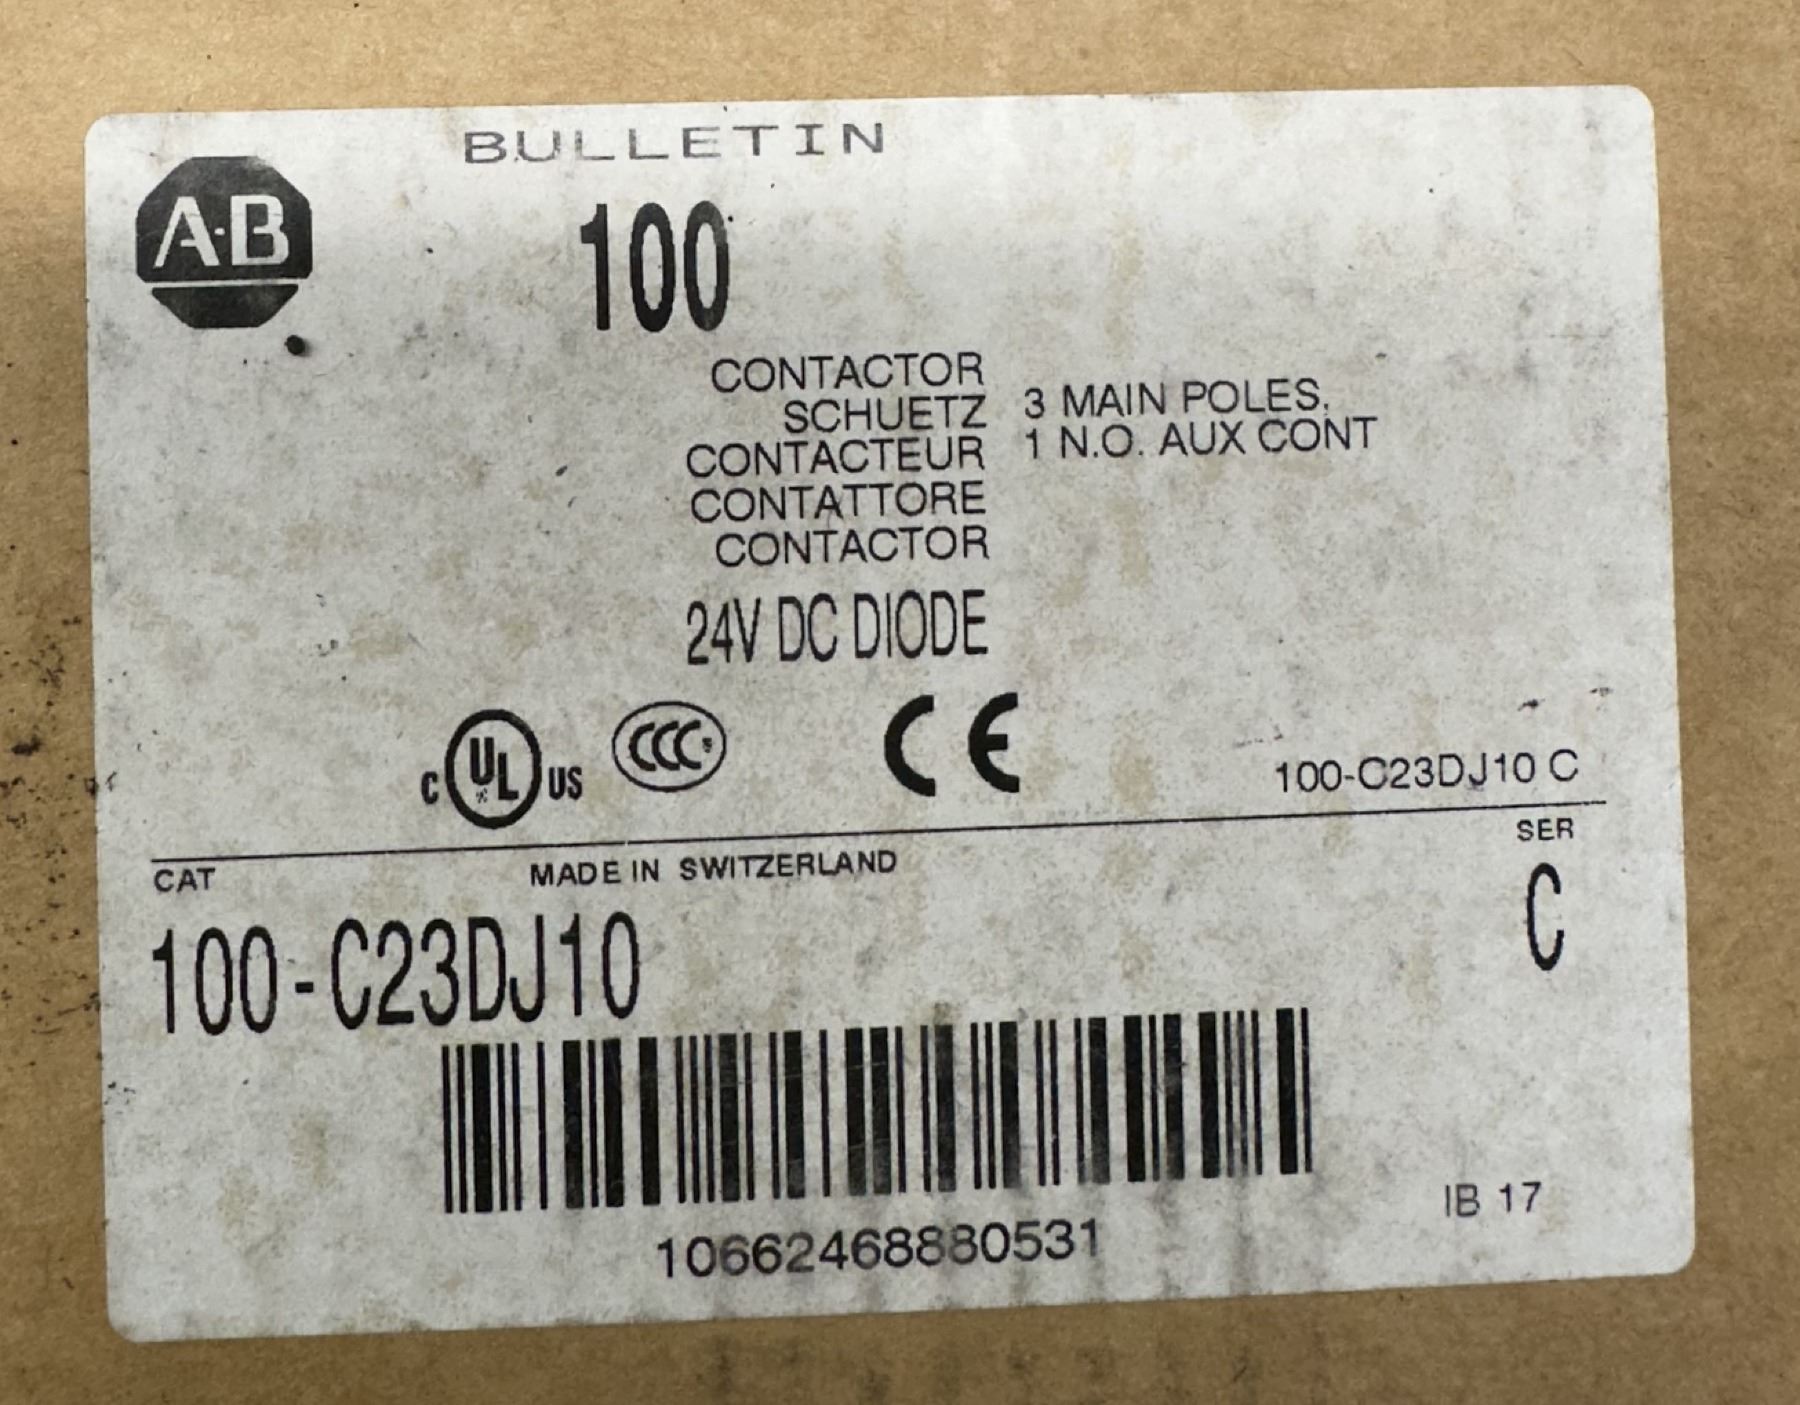 BULLETIN
A·B
100
CONTACTOR
SCHUETZ
CONTACTEUR
CONTATTORE
CONTACTOR
3 MAIN POLES.
1 N.O. AUX CONT
24V DC DIODE
C UL US
CCC
CE
100-C23DJ10 C
CAT
MADE IN SWITZERLAND
SER
100-C23DJ10
C
10662468880531
IB 17